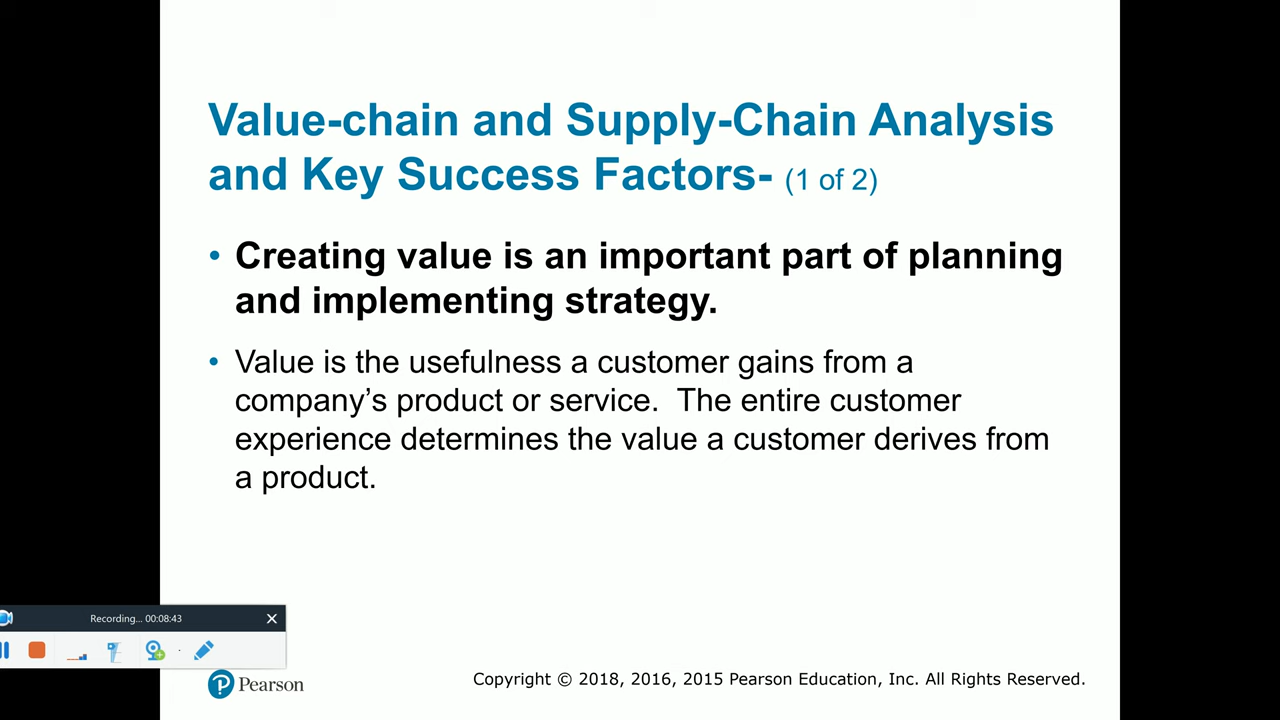 Value-chain and Supply-Chain Analysis
and Key Success Factors- (1 of 2)
• Creating value is an important part of planning
and implementing strategy.
• Value is the usefulness a customer gains from a
company’s product or service.  The entire customer
experience determines the value a customer derives from
a product.
Recording... 00:08:43
Pearson
Copyright © 2018, 2016, 2015 Pearson Education, Inc. All Rights Reserved.